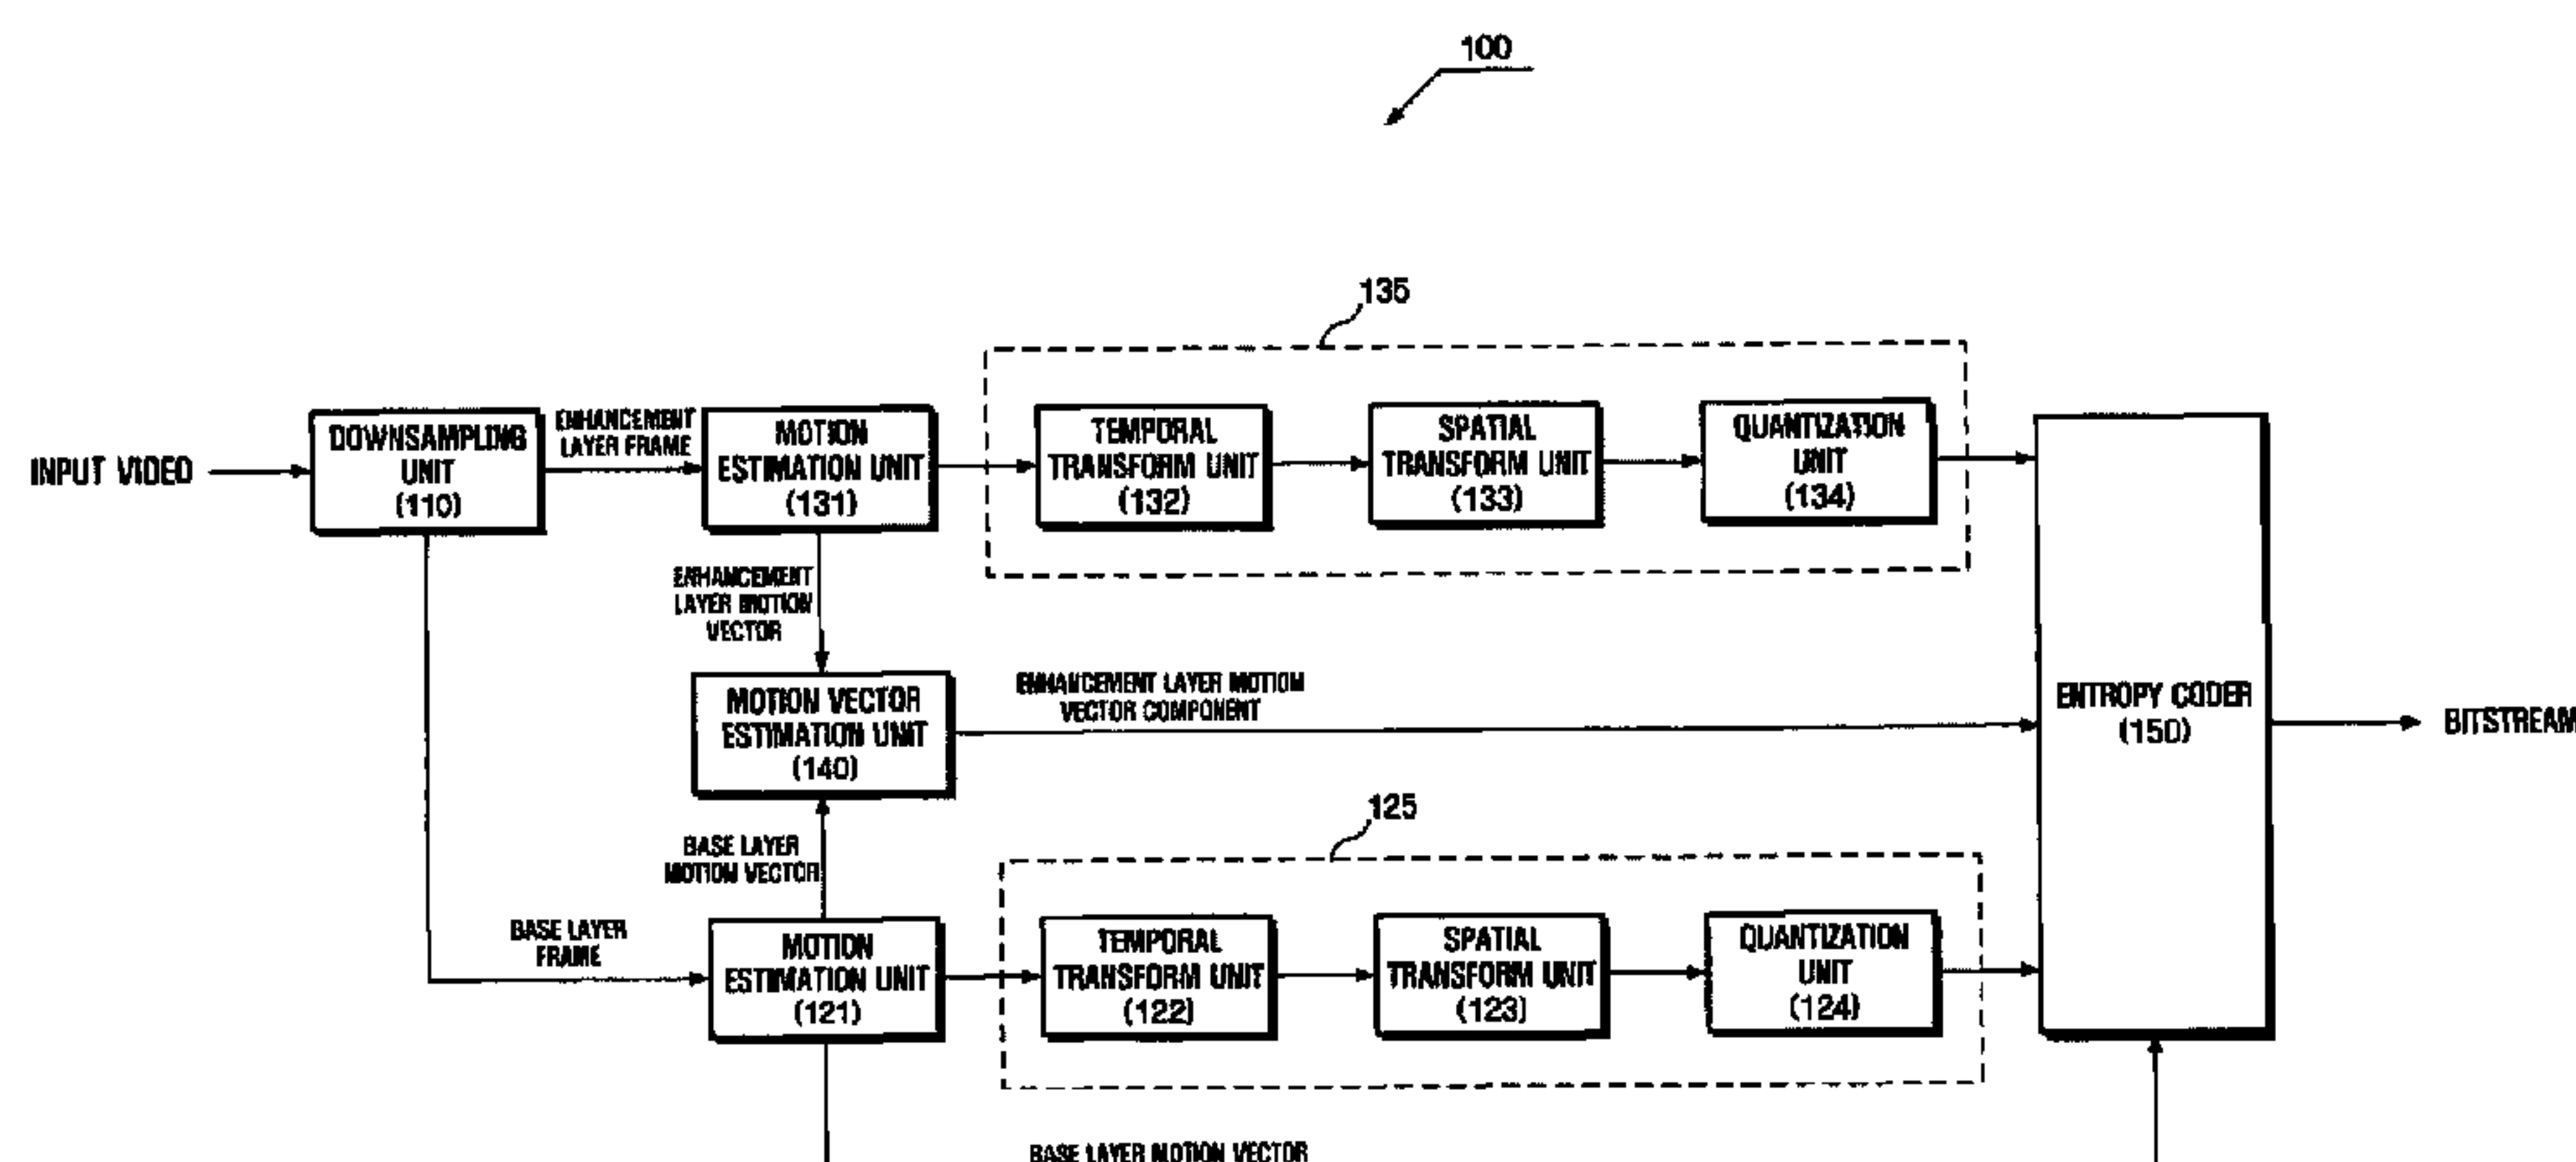 100
135
INPUT VIDEO
DOWNSAMPLING
UNIT
(110)
ENHANCEMENT
LAYER FRAME
MOTION
ESTIMATION UNIT
(131)
TEMPORAL
TRANSFORM UNIT
(132)
SPATIAL
TRANSFORM UNIT
(133)
QUANTIZATION
UNIT
(134)
ENHANCEMENT
LAYER MOTION
VECTOR
MOTION VECTOR
ESTIMATION UNIT
(140)
ENHANCEMENT LAYER MOTION
VECTOR COMPONENT
ENTROPY CODER
(150)
BITSTREAM
125
BASE LAYER
MOTION VECTOR
BASE LAYER
FRAME
MOTION
ESTIMATION UNIT
(121)
TEMPORAL
TRANSFORM UNIT
(122)
SPATIAL
TRANSFORM UNIT
(123)
QUANTIZATION
UNIT
(124)
BASE LAYER MOTION VECTOR